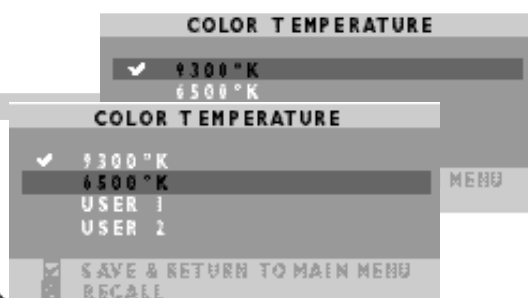 COLOR TEMPERATURE
9300°K
6500°K
MENU
COLOR TEMPERATURE
9300°K
6500°K
USER 1
USER 2
SAVE & RETURN TO MAIN MENU
RECALL